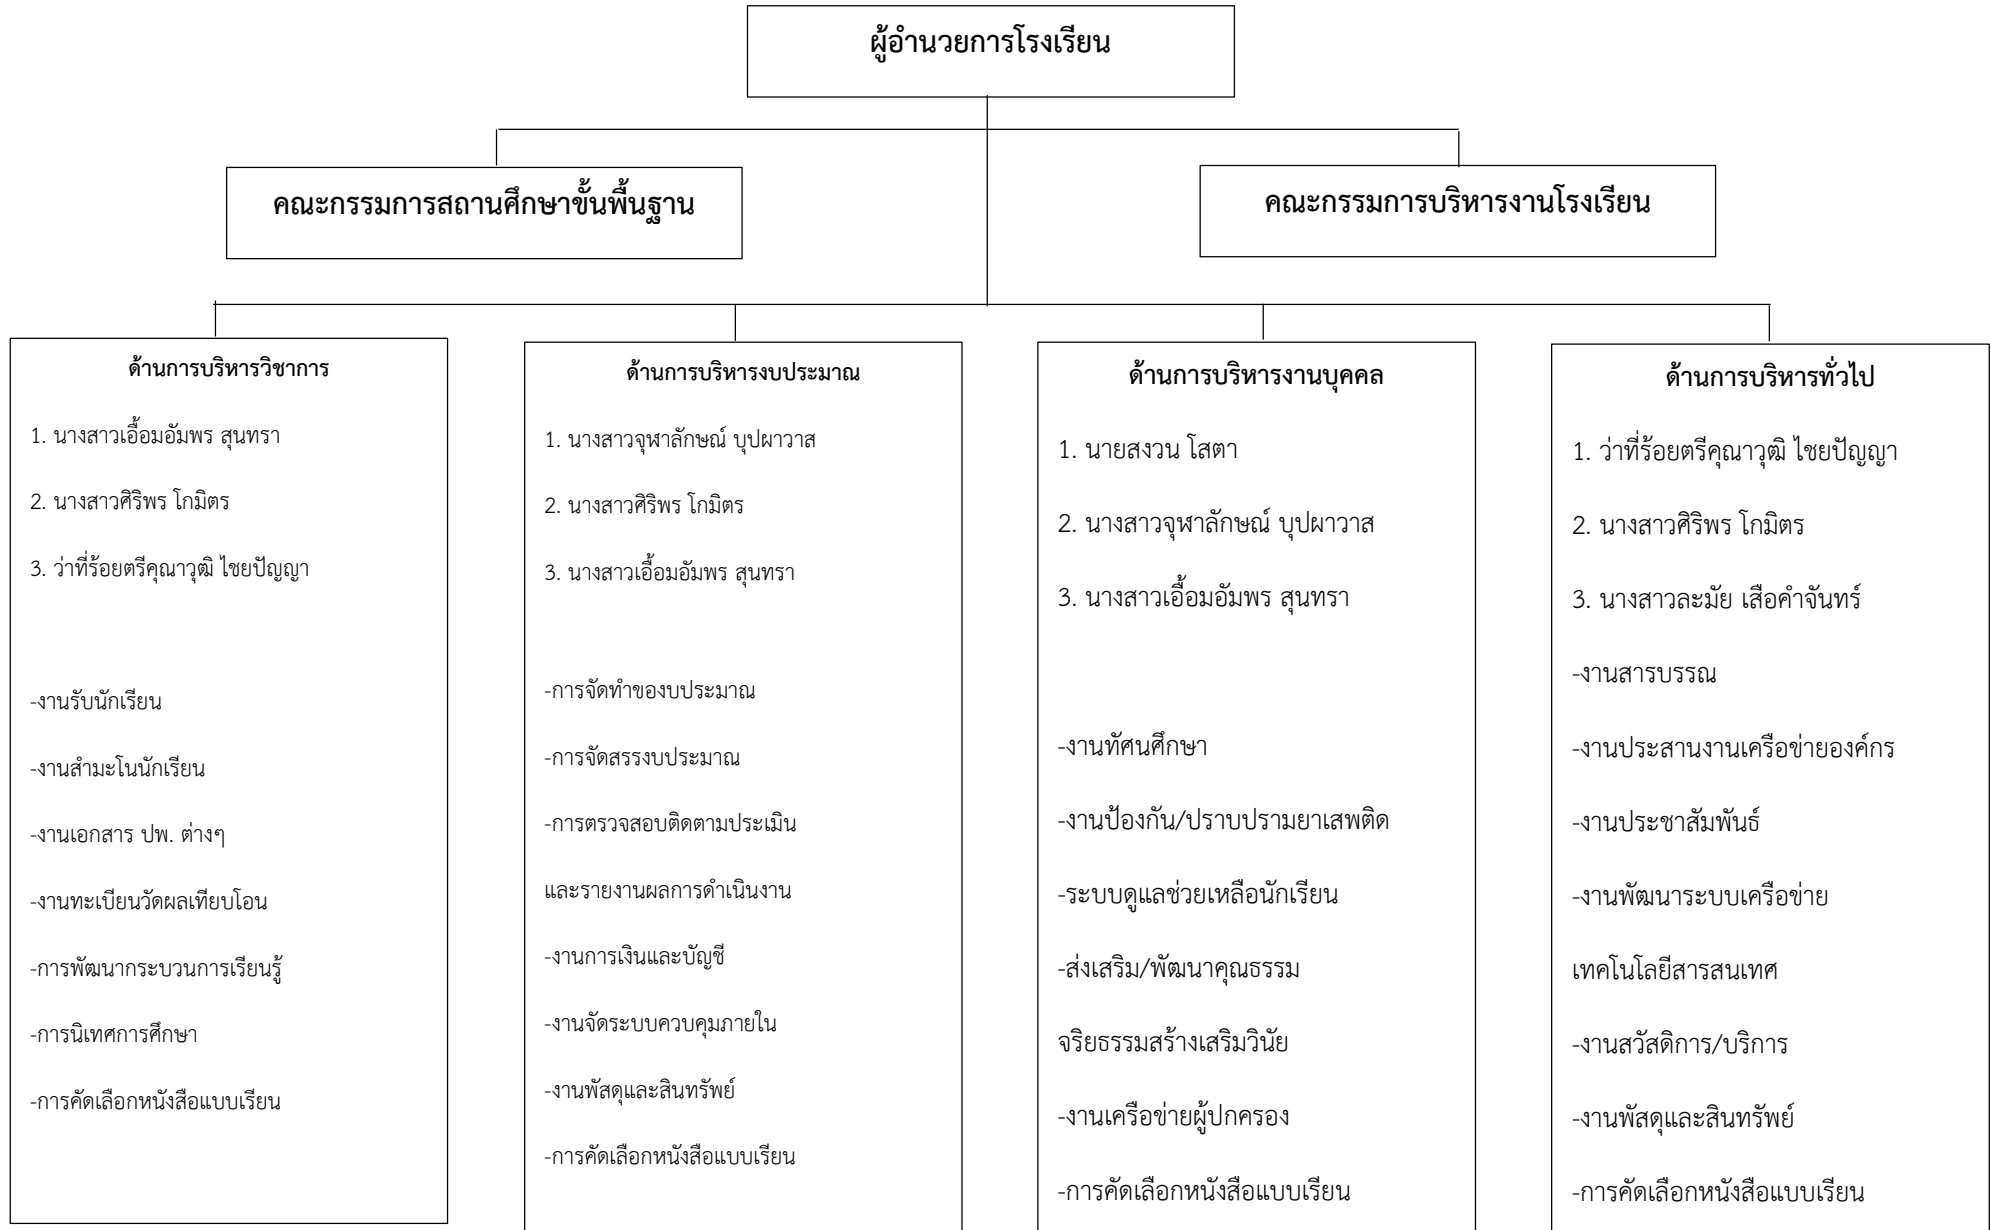 ผู้อำนวยการโรงเรียน
คณะกรรมการสถานศึกษาขั้นพื้นฐาน
คณะกรรมการบริหารงานโรงเรียน
ด้านการบริหารวิชาการ
1. นางสาวเอื้อมอัมพร สุนทรา
2. นางสาวศิริพร โกมิตร
3. ว่าที่ร้อยตรีคุณาวุฒิ ไชยปัญญา
-งานรับนักเรียน
-งานสำมะโนนักเรียน
-งานเอกสาร ปพ. ต่างๆ
-งานทะเบียนวัดผลเทียบโอน
-การพัฒนากระบวนการเรียนรู้
-การนิเทศการศึกษา
-การคัดเลือกหนังสือแบบเรียน
ด้านการบริหารงบประมาณ
1. นางสาวจุฬาลักษณ์ บุปผาวาส
2. นางสาวศิริพร โกมิตร
3. นางสาวเอื้อมอัมพร สุนทรา
-การจัดทำของบประมาณ
-การจัดสรรงบประมาณ
-การตรวจสอบติดตามประเมิน
และรายงานผลการดำเนินงาน
-งานการเงินและบัญชี
-งานจัดระบบควบคุมภายใน
-งานพัสดุและสินทรัพย์
-การคัดเลือกหนังสือแบบเรียน
ด้านการบริหารงานบุคคล
1. นายสงวน โสตา
2. นางสาวจุฬาลักษณ์ บุปผาวาส
3. นางสาวเอื้อมอัมพร สุนทรา
-งานทัศนศึกษา
-งานป้องกัน/ปราบปรามยาเสพติด
-ระบบดูแลช่วยเหลือนักเรียน
-ส่งเสริม/พัฒนาคุณธรรม
จริยธรรมสร้างเสริมวินัย
-งานเครือข่ายผู้ปกครอง
-การคัดเลือกหนังสือแบบเรียน
ด้านการบริหารทั่วไป
1. ว่าที่ร้อยตรีคุณาวุฒิ ไชยปัญญา
2. นางสาวศิริพร โกมิตร
3. นางสาวละมัย เสือคำจันทร์
-งานสารบรรณ
-งานประสานงานเครือข่ายองค์กร
-งานประชาสัมพันธ์
-งานพัฒนาระบบเครือข่าย
เทคโนโลยีสารสนเทศ
-งานสวัสดิการ/บริการ
-งานพัสดุและสินทรัพย์
-การคัดเลือกหนังสือแบบเรียน